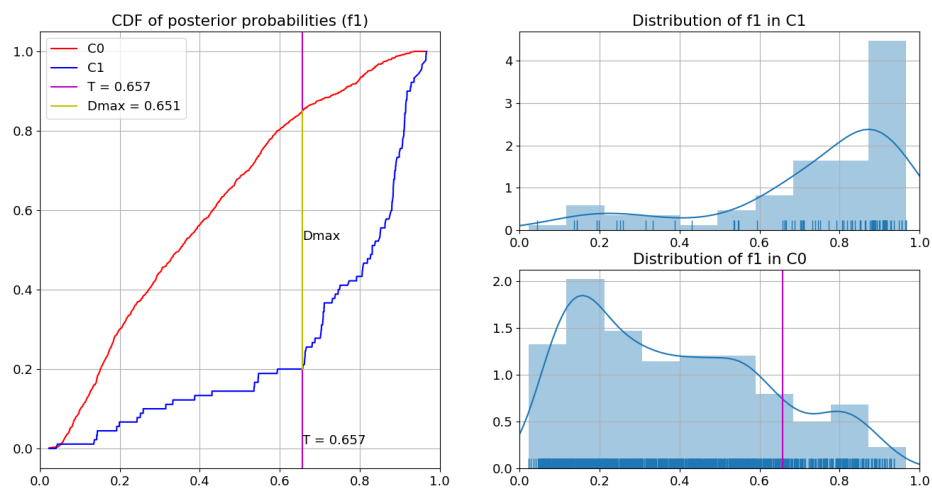 CDF of posterior probabilities (f1)
C0
C1
T = 0.657
Dmax = 0.651
Dmax
T = 0.657
1.0
0.8
0.6
0.4
0.2
0.0
0.0 0.2 0.4 0.6 0.8 1.0
Distribution of f1 in C1
4
3
2
1
0
0.0 0.2 0.4 0.6 0.8 1.0
Distribution of f1 in C0
2.0
1.5
1.0
0.5
0.0
0.0 0.2 0.4 0.6 0.8 1.0